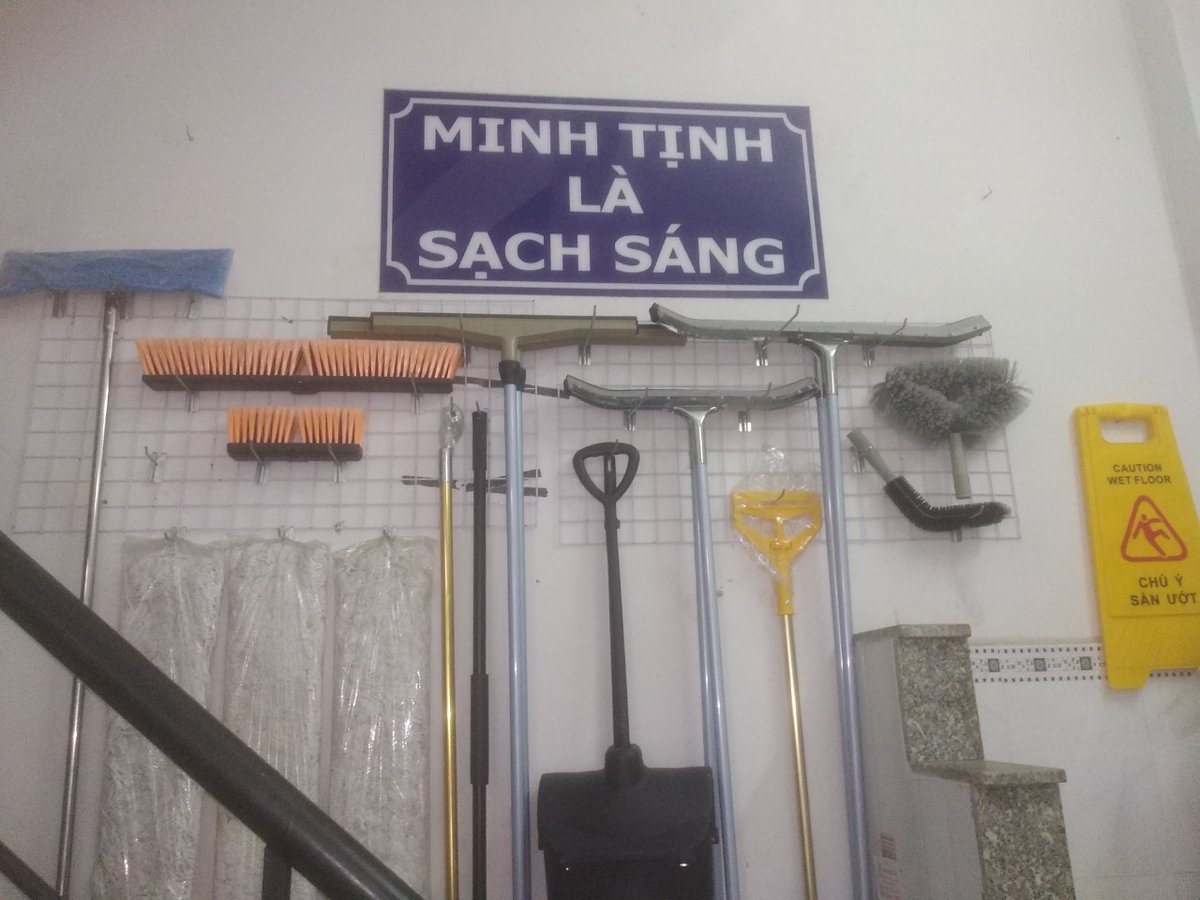 MINH TỊNH
LÀ
SẠCH SÁNG
CAUTION
WET FLOOR
CHÚ Ý
SÀN ƯỚT